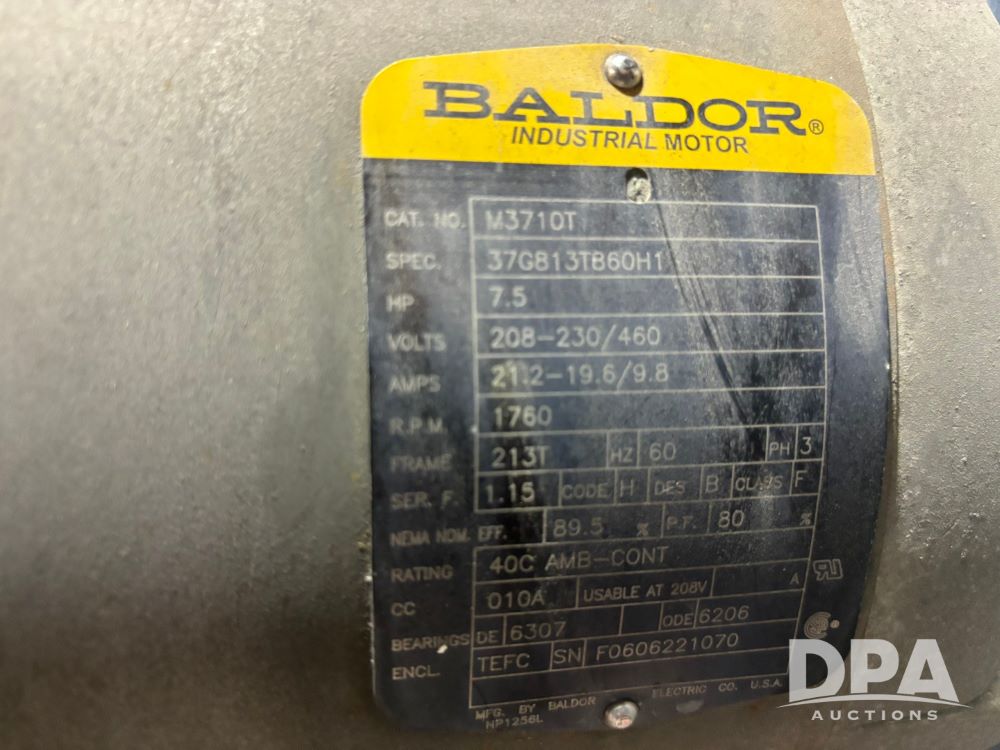 BALDOR®
INDUSTRIAL MOTOR
CAT. NO. M3710T
SPEC. 37G813T860H1
HP 7.5
VOLTS 208-230/460
AMPS 21.2-19.6/9.8
R.P.M. 1760
FRAME 213T HZ 60 PH 3
SER. F. 1.15 CODE H DES B CLASS F
NEMA NOM. EFF. 89.5 % P.F. 80 %
RATING 40C AMB-CONT
CC 010A USABLE AT 208V A
BEARINGS DE 6307 ODE 6206
ENCL. TEFC SN F0606221070
MFG. BY BALDOR ELECTRIC CO. U.S.A.
NP1256L
DPA
AUCTIONS